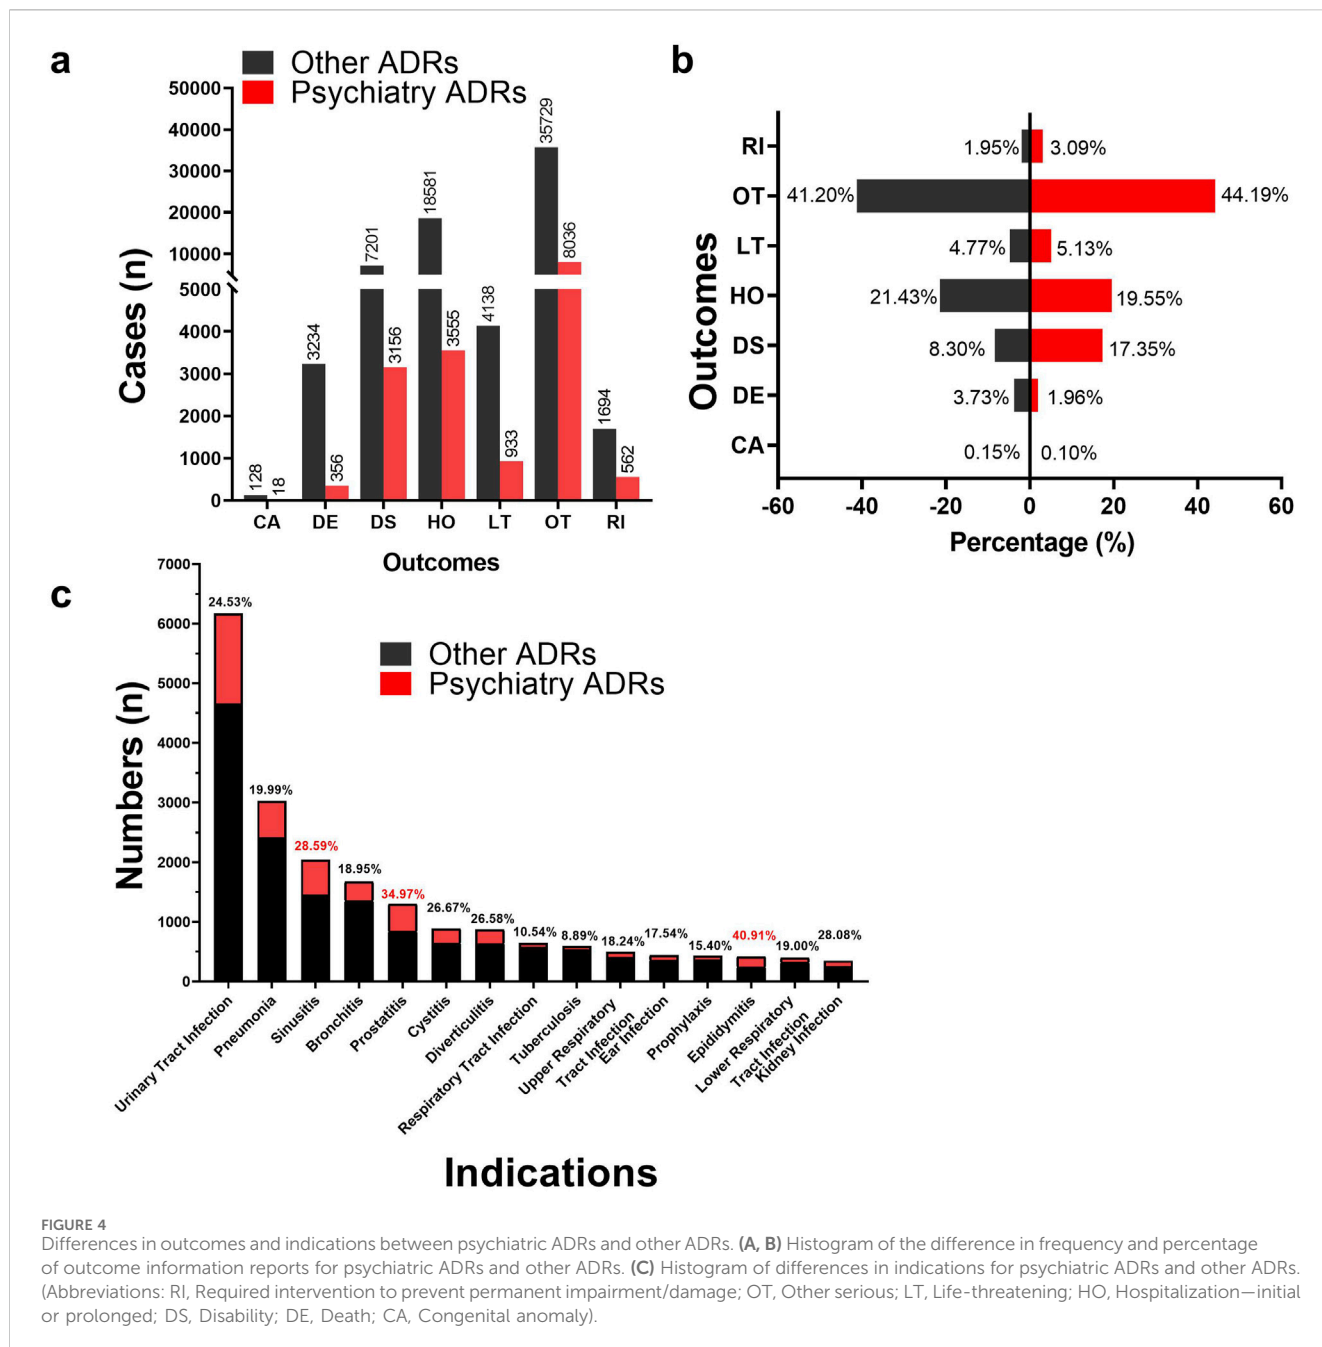 a
Other ADRs
Psychiatry ADRs
Cases (n)
50000
40000
30000
20000
10000
5000
4000
3000
2000
1000
0
128
18
3234
356
7201
3156
18581
3555
4138
933
35729
8036
1694
562
CA DE DS HO LT OT RI
Outcomes
b
Outcomes
RI 1.95% 3.09%
OT 41.20% 44.19%
LT 4.77% 5.13%
HO 21.43% 19.55%
DS 8.30% 17.35%
DE 3.73% 1.96%
CA 0.15% 0.10%
-60 -40 -20 0 20 40 60
Percentage (%)
c
Other ADRs
Psychiatry ADRs
Numbers (n)
7000
6000
5000
4000
3000
2000
1000
0
24.53%
19.99%
28.59%
18.95%
34.97%
26.67%
26.58%
10.54%
8.89%
18.24%
17.54%
15.40%
40.91%
19.00%
28.08%
Urinary Tract Infection
Pneumonia
Sinusitis
Bronchitis
Prostatitis
Cystitis
Diverticulitis
Respiratory Tract Infection
Tuberculosis
Upper Respiratory
Tract Infection
Ear Infection
Prophylaxis
Epididymitis
Lower Respiratory
Tract Infection
Kidney Infection
Indications
FIGURE 4
Differences in outcomes and indications between psychiatric ADRs and other ADRs. (A, B) Histogram of the difference in frequency and percentage
of outcome information reports for psychiatric ADRs and other ADRs. (C) Histogram of differences in indications for psychiatric ADRs and other ADRs.
(Abbreviations: RI, Required intervention to prevent permanent impairment/damage; OT, Other serious; LT, Life-threatening; HO, Hospitalization—initial
or prolonged; DS, Disability; DE, Death; CA, Congenital anomaly).